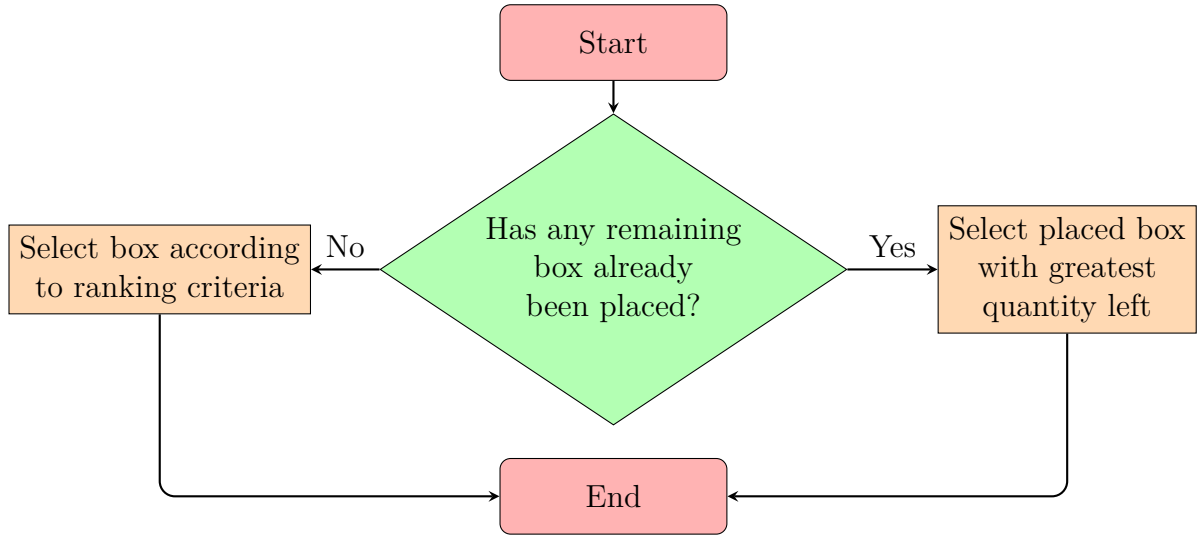 Start
Has any remaining
box already
been placed?
No
Yes
Select box according
to ranking criteria
Select placed box
with greatest
quantity left
End